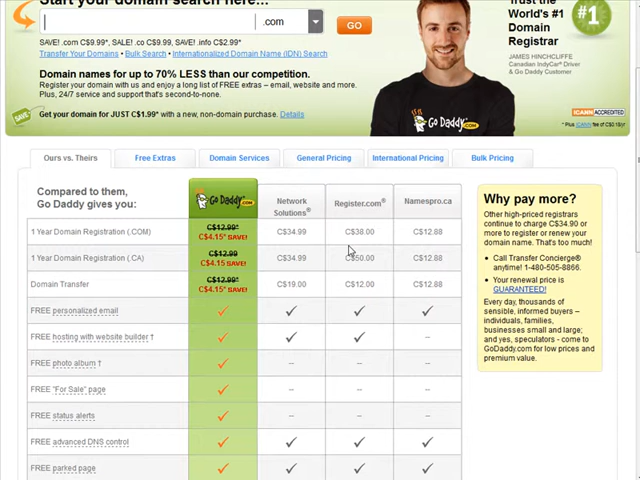 Start your domain search here...
.com
GO
SAVE! .com C$9.99*, SALE! .co C$9.99, SAVE! .info C$2.99*
Transfer Your Domains • Bulk Search • Internationalized Domain Name (IDN) Search
Domain names for up to 70% LESS than our competition.
Register your domain with us and enjoy a long list of FREE extras – email, website and more.
Plus, 24/7 service and support that's second-to-none.
SAVE
Get your domain for JUST C$1.99* with a new, non-domain purchase. Details
Trust the
World's #1
Domain
Registrar
#1
JAMES HINCHCLIFFE
Canadian IndyCar® Driver
& Go Daddy Customer
Go Daddy.COM
ICANN ACCREDITED
* Plus ICANN fee of C$0.18/yr
Ours vs. Theirs
Free Extras
Domain Services
General Pricing
International Pricing
Bulk Pricing
Compared to them,
Go Daddy gives you:
Go Daddy.COM
Network
Solutions®
Register.com®
Namespro.ca
1 Year Domain Registration (.COM)
C$12.99*
C$4.15* SAVE!
C$34.99
C$38.00
C$12.88
1 Year Domain Registration (.CA)
C$12.99
C$4.15 SAVE!
C$34.99
C$50.00
C$12.88
Domain Transfer
C$12.99*
C$4.15* SAVE!
C$19.00
C$12.00
C$12.88
FREE personalized email
FREE hosting with website builder †
--
FREE photo album †
-- -- --
FREE "For Sale" page
-- -- --
FREE status alerts
-- -- --
FREE advanced DNS control
FREE parked page
Why pay more?
Other high-priced registrars
continue to charge C$34.90
or more to register or renew your
domain name. That's too much!
• Call Transfer Concierge®
anytime! 1-480-505-8866.
• Your renewal price is
GUARANTEED!
Every day, thousands of
sensible, informed buyers –
individuals, families,
businesses small and large;
and yes, speculators - come to
GoDaddy.com for low prices and
premium value.